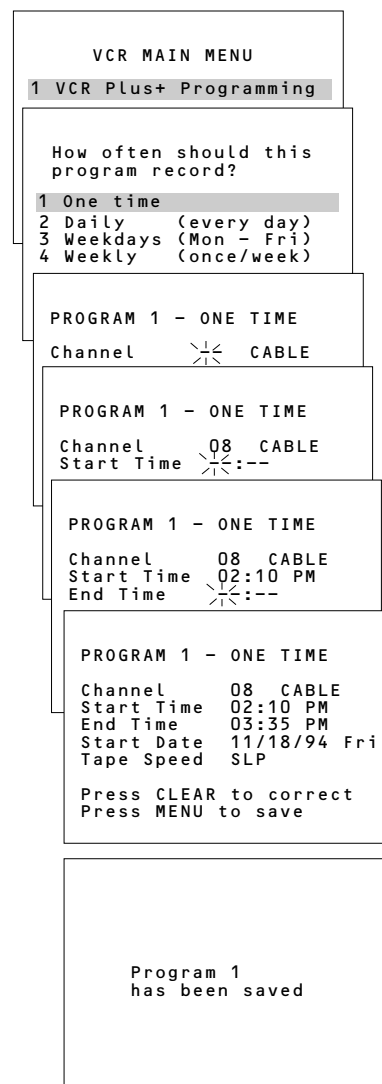 VCR MAIN MENU
1 VCR Plus+ Programming
How often should this
program record?
1 One time
2 Daily (every day)
3 Weekdays (Mon – Fri)
4 Weekly (once/week)
PROGRAM 1 – ONE TIME
Channel -- CABLE
PROGRAM 1 – ONE TIME
Channel 08 CABLE
Start Time --:--
PROGRAM 1 – ONE TIME
Channel 08 CABLE
Start Time 02:10 PM
End Time --:--
PROGRAM 1 – ONE TIME
Channel 08 CABLE
Start Time 02:10 PM
End Time 03:35 PM
Start Date 11/18/94 Fri
Tape Speed SLP
Press CLEAR to correct
Press MENU to save
Program 1
has been saved